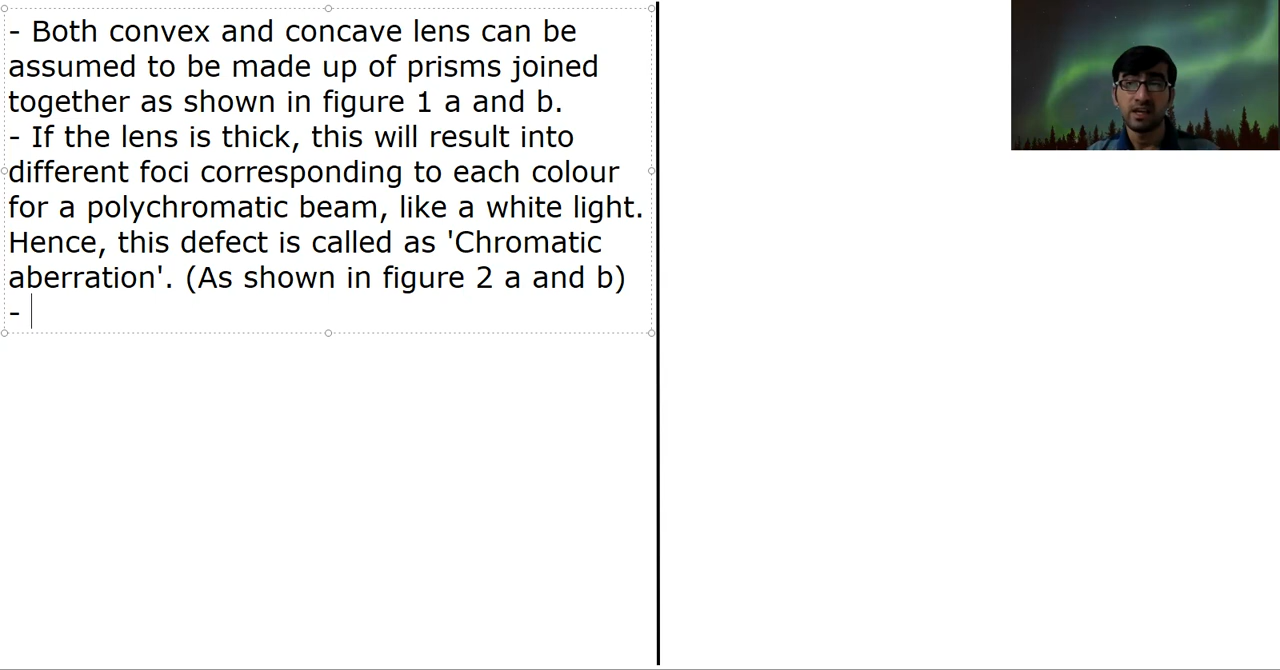 - Both convex and concave lens can be
assumed to be made up of prisms joined
together as shown in figure 1 a and b.
- If the lens is thick, this will result into
different foci corresponding to each colour
for a polychromatic beam, like a white light.
Hence, this defect is called as 'Chromatic
aberration'. (As shown in figure 2 a and b)
-